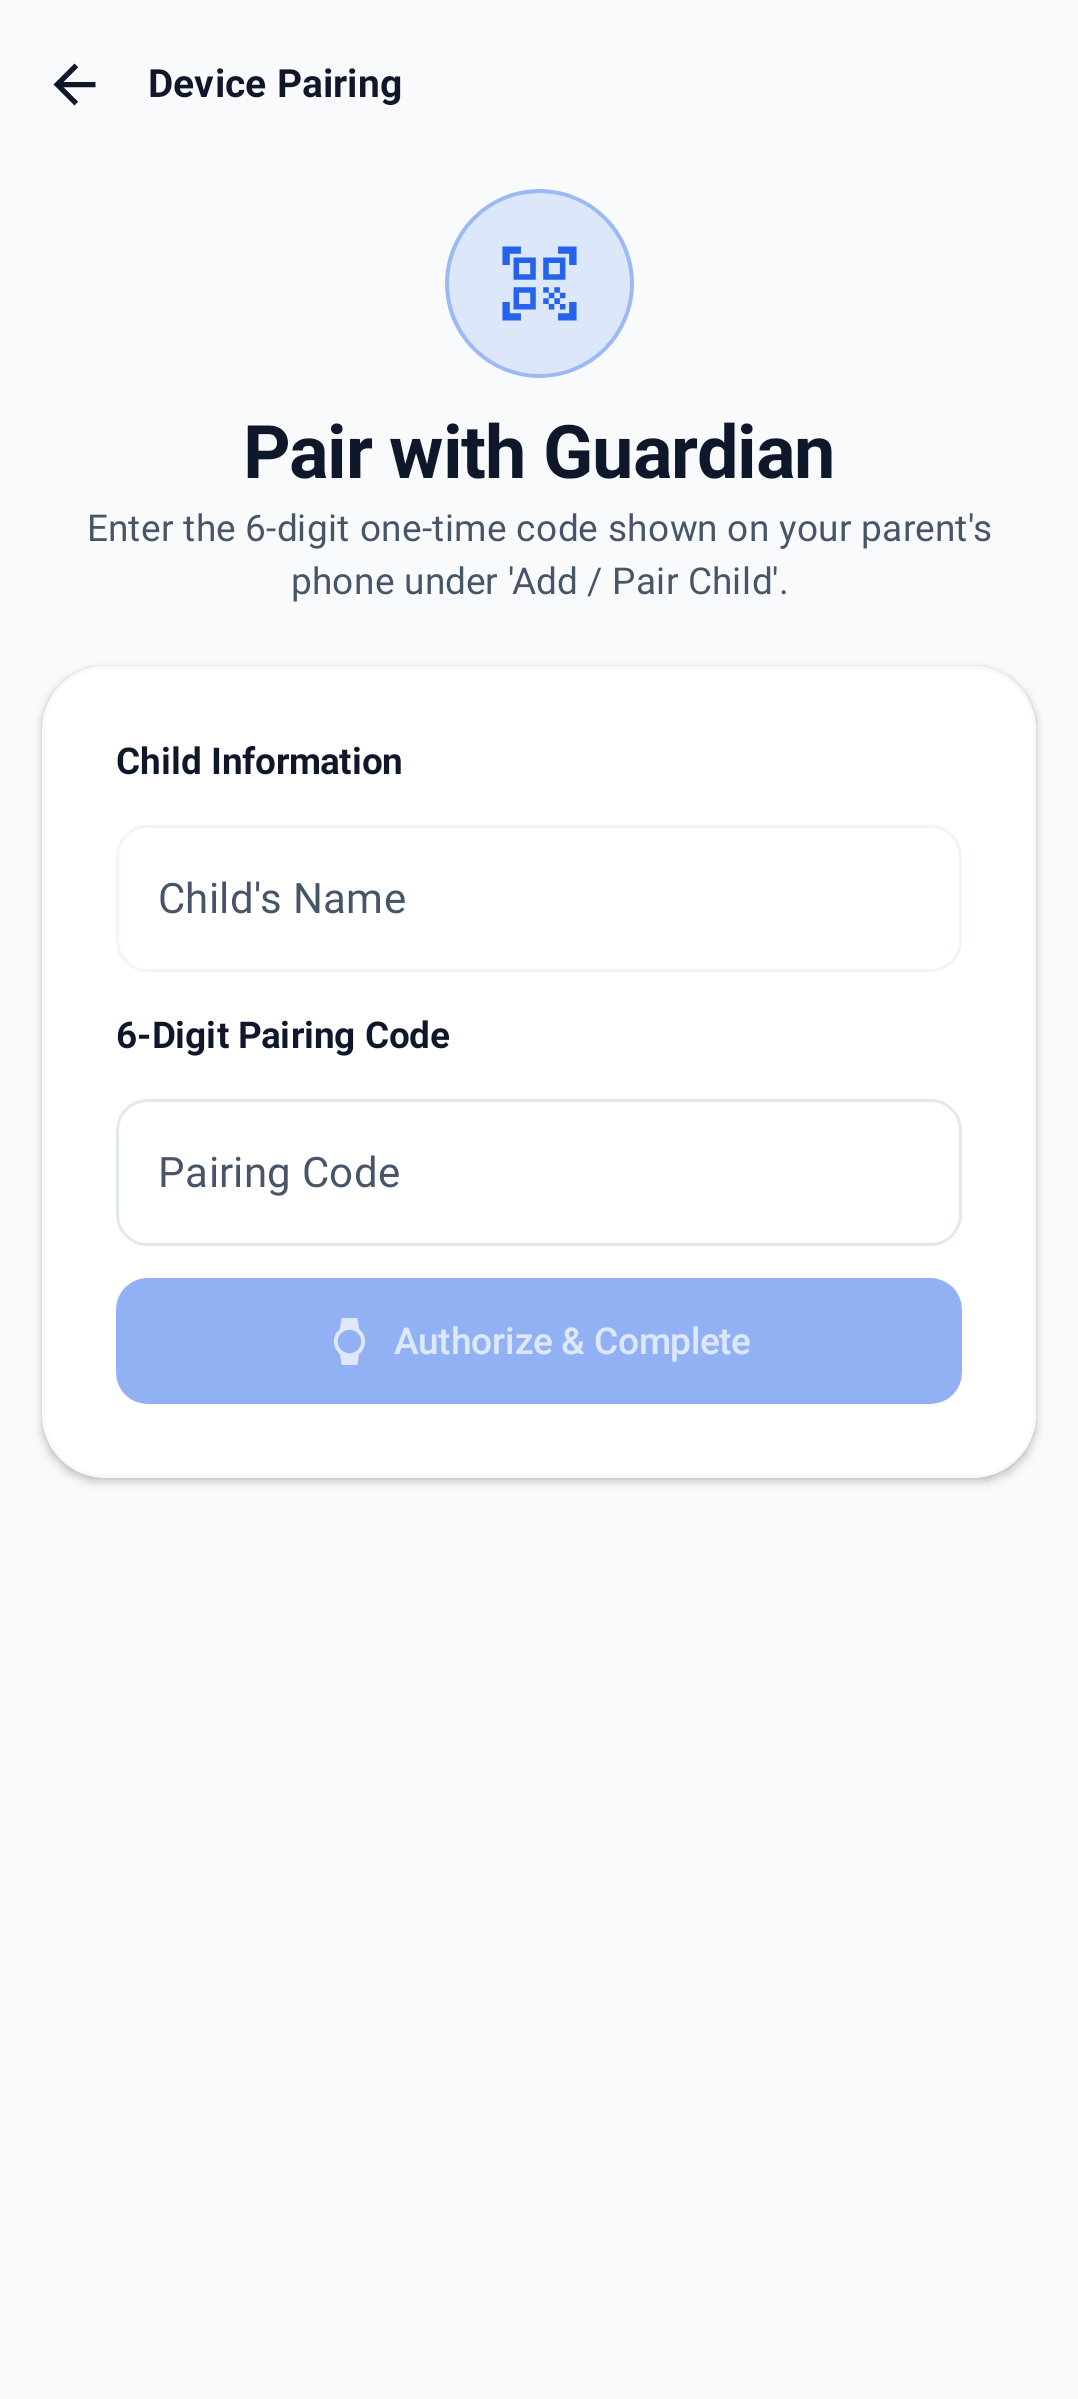 Device Pairing
Pair with Guardian
Enter the 6-digit one-time code shown on your parent's
phone under 'Add / Pair Child'.
Child Information
Child's Name
6-Digit Pairing Code
Pairing Code
Authorize & Complete